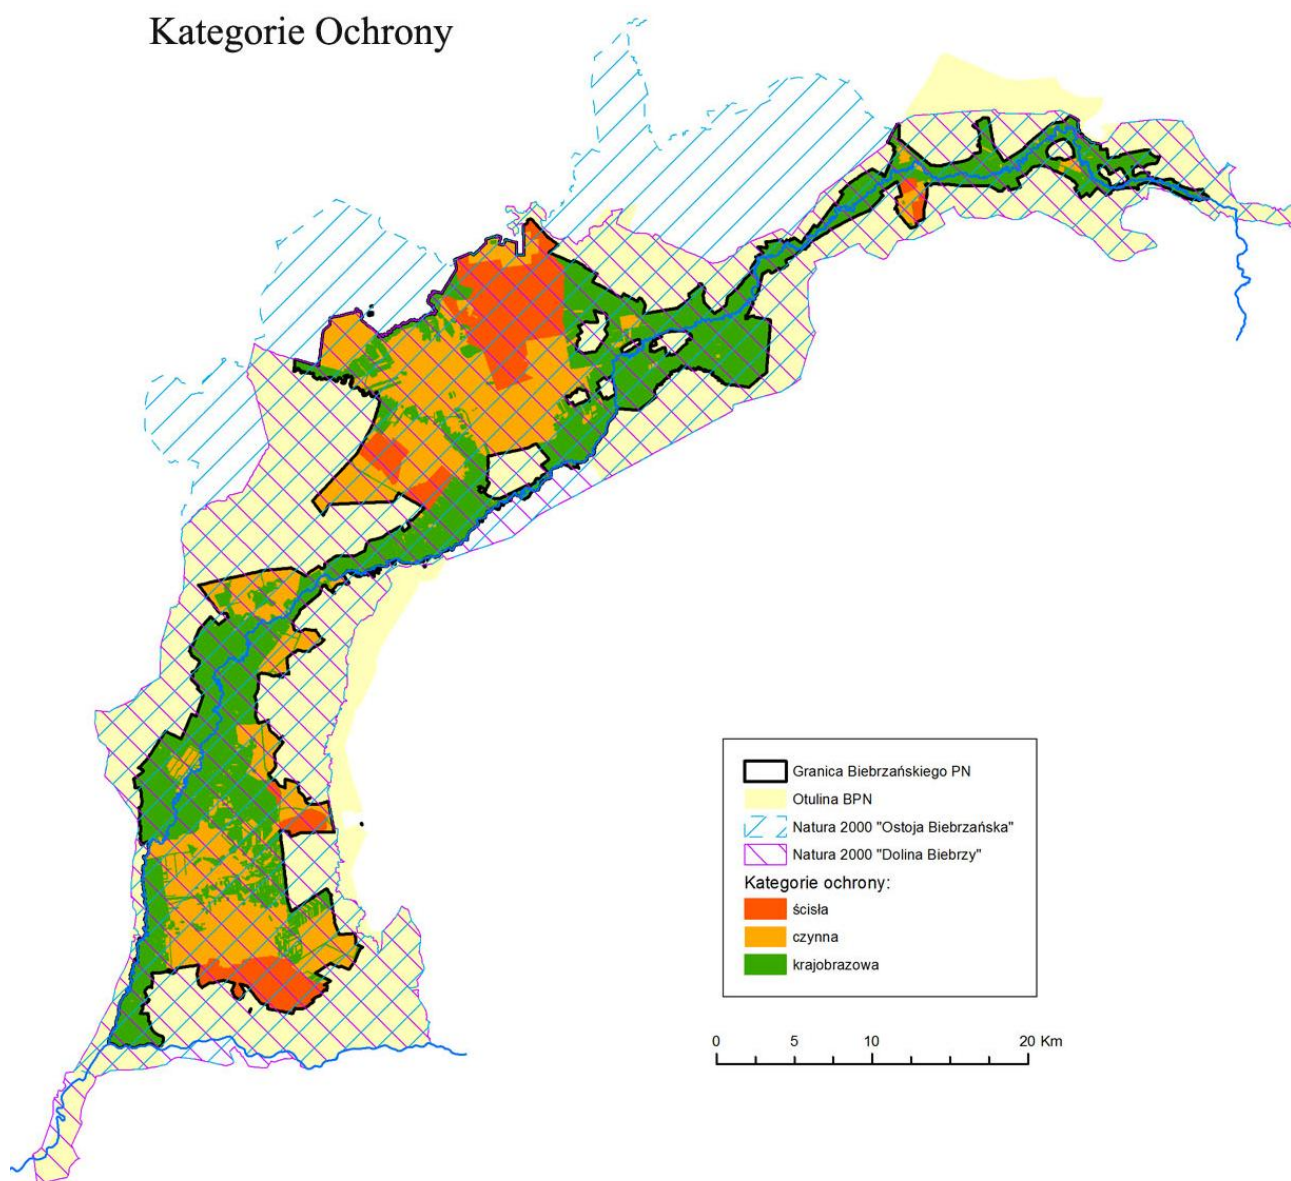 Kategorie Ochrony
Granica Biebrzańskiego PN
Otulina BPN
Natura 2000 "Ostoja Biebrzańska"
Natura 2000 "Dolina Biebrzy"
Kategorie ochrony:
ścisła
czynna
krajobrazowa
0 5 10 20 Km